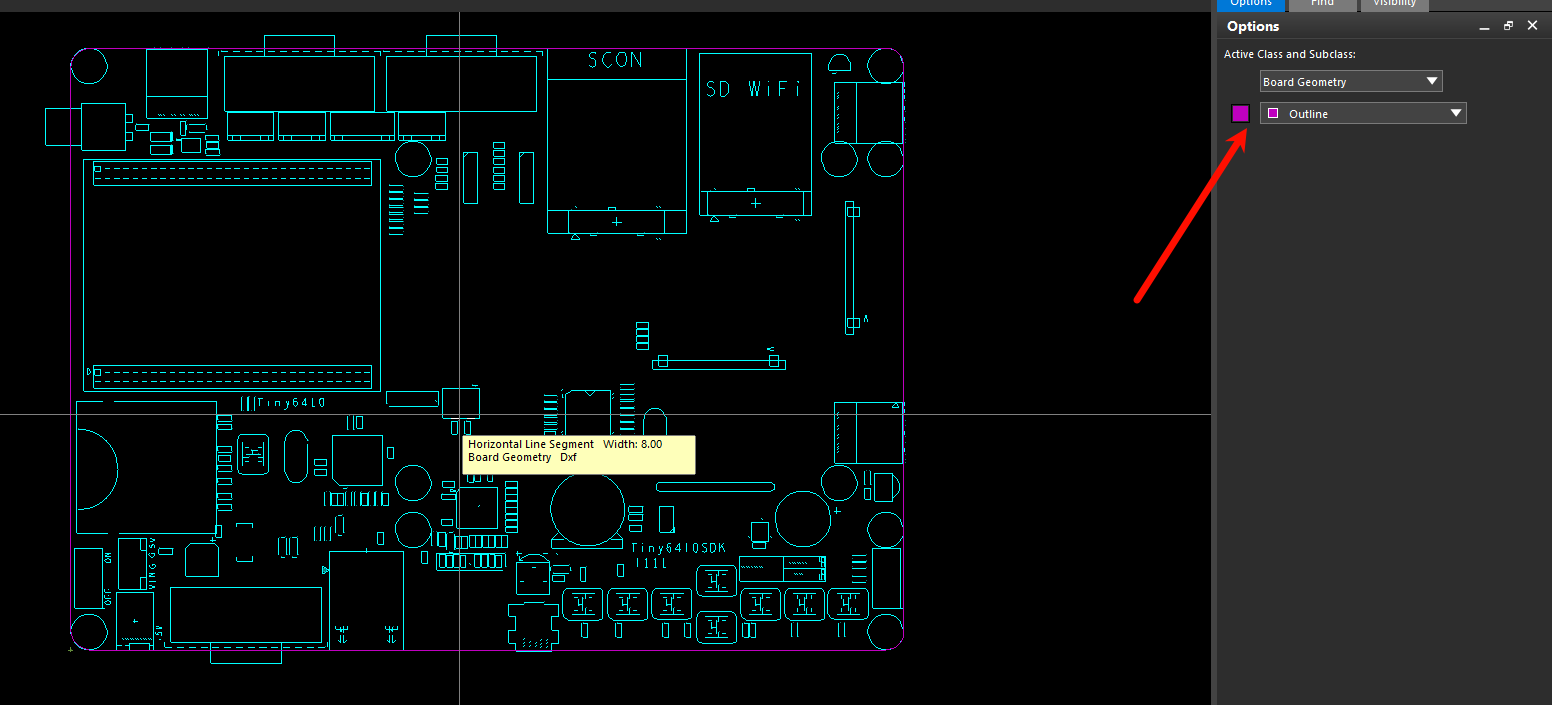 Options
Find
Visibility
Options
Active Class and Subclass:
Board Geometry
Outline
SCON
SD WiFi
A
A
Tiny6410
Horizontal Line Segment Width: 8.00
Board Geometry Dxf
Tiny6410SDK
1111
ON
OFF